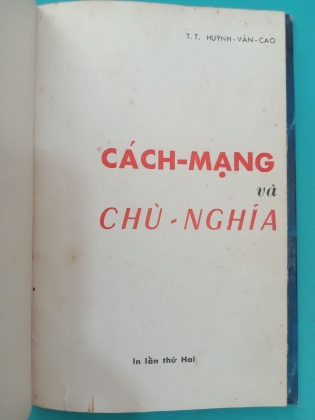 T.T. HUỲNH-VĂN-CAO
CÁCH-MẠNG
và
CHỦ-NGHĨA
In lần thứ Hai